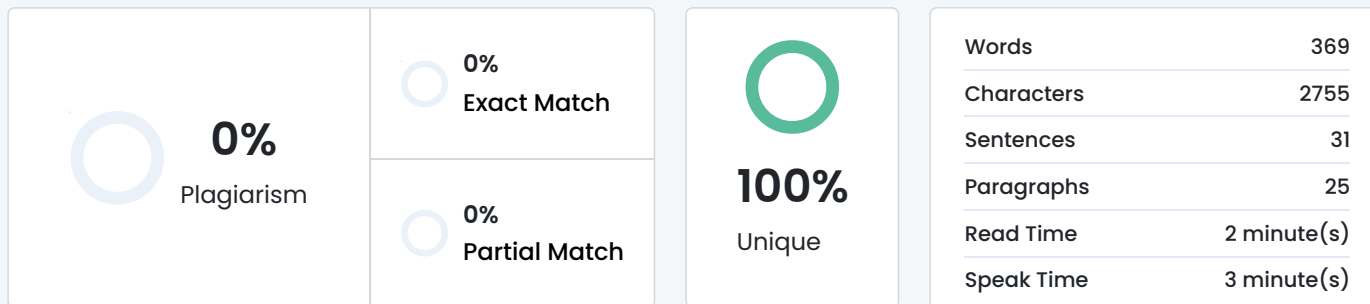 0%
Plagiarism
0%
Exact Match
0%
Partial Match
100%
Unique
Words 369
Characters 2755
Sentences 31
Paragraphs 25
Read Time 2 minute(s)
Speak Time 3 minute(s)